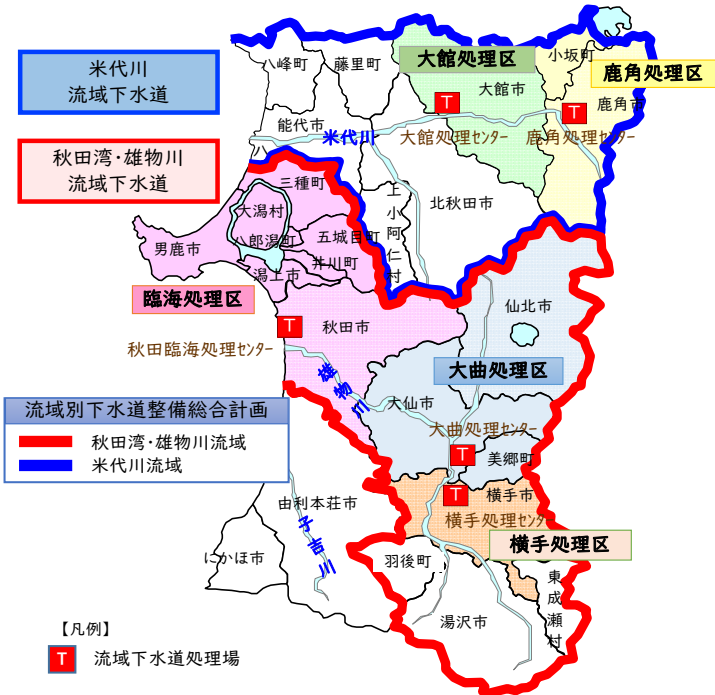 米代川
流域下水道
秋田湾・雄物川
流域下水道
八峰町
藤里町
大館処理区
小坂町
鹿角処理区
大館市
鹿角市
T
T
能代市
米代川
大館処理センター
鹿角処理センター
三種町
大潟村
上小阿仁村
北秋田市
男鹿市
八郎潟町
五城目町
井川町
潟上市
臨海処理区
仙北市
T
秋田市
秋田臨海処理センター
大曲処理区
雄物川
大仙市
流域別下水道整備総合計画
秋田湾・雄物川流域
米代川流域
大曲処理センター
T
美郷町
T
横手市
横手処理センタ
横手処理区
由利本荘市
子吉川
にかほ市
羽後町
東成瀬村
湯沢市
【凡例】
T
流域下水道処理場